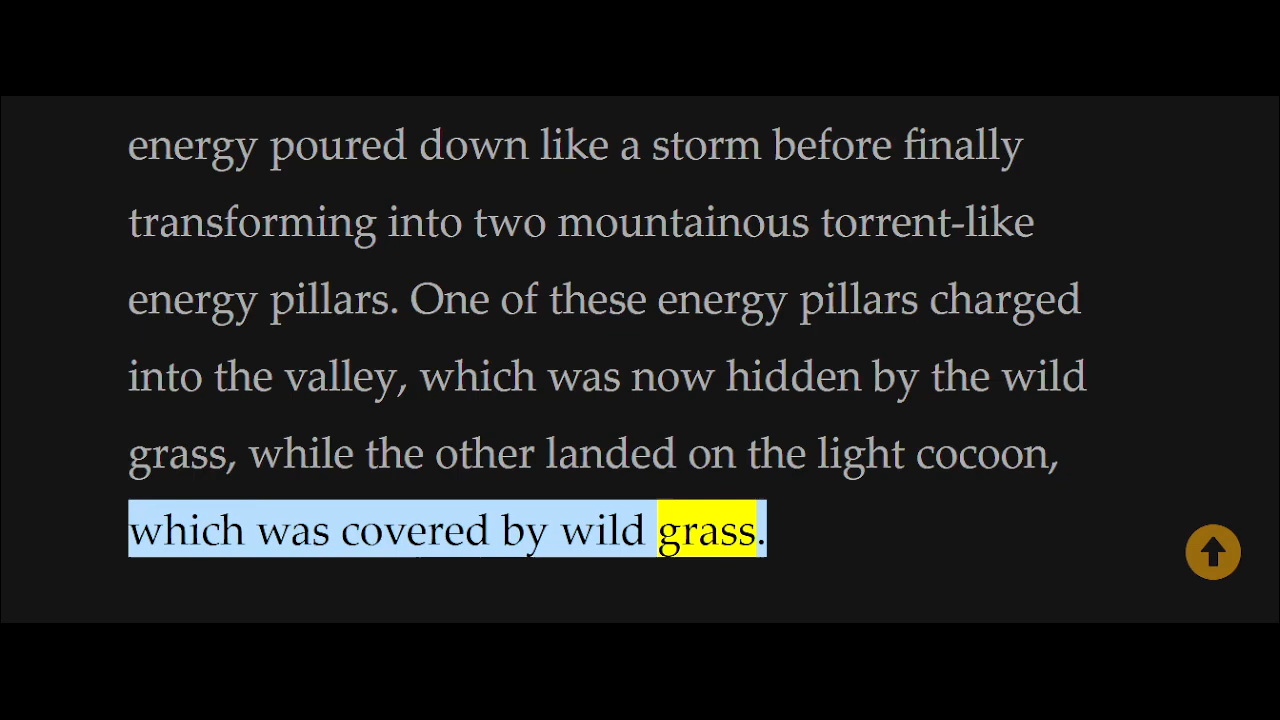 energy poured down like a storm before finally
transforming into two mountainous torrent-like
energy pillars. One of these energy pillars charged
into the valley, which was now hidden by the wild
grass, while the other landed on the light cocoon,
which was covered by wild grass.